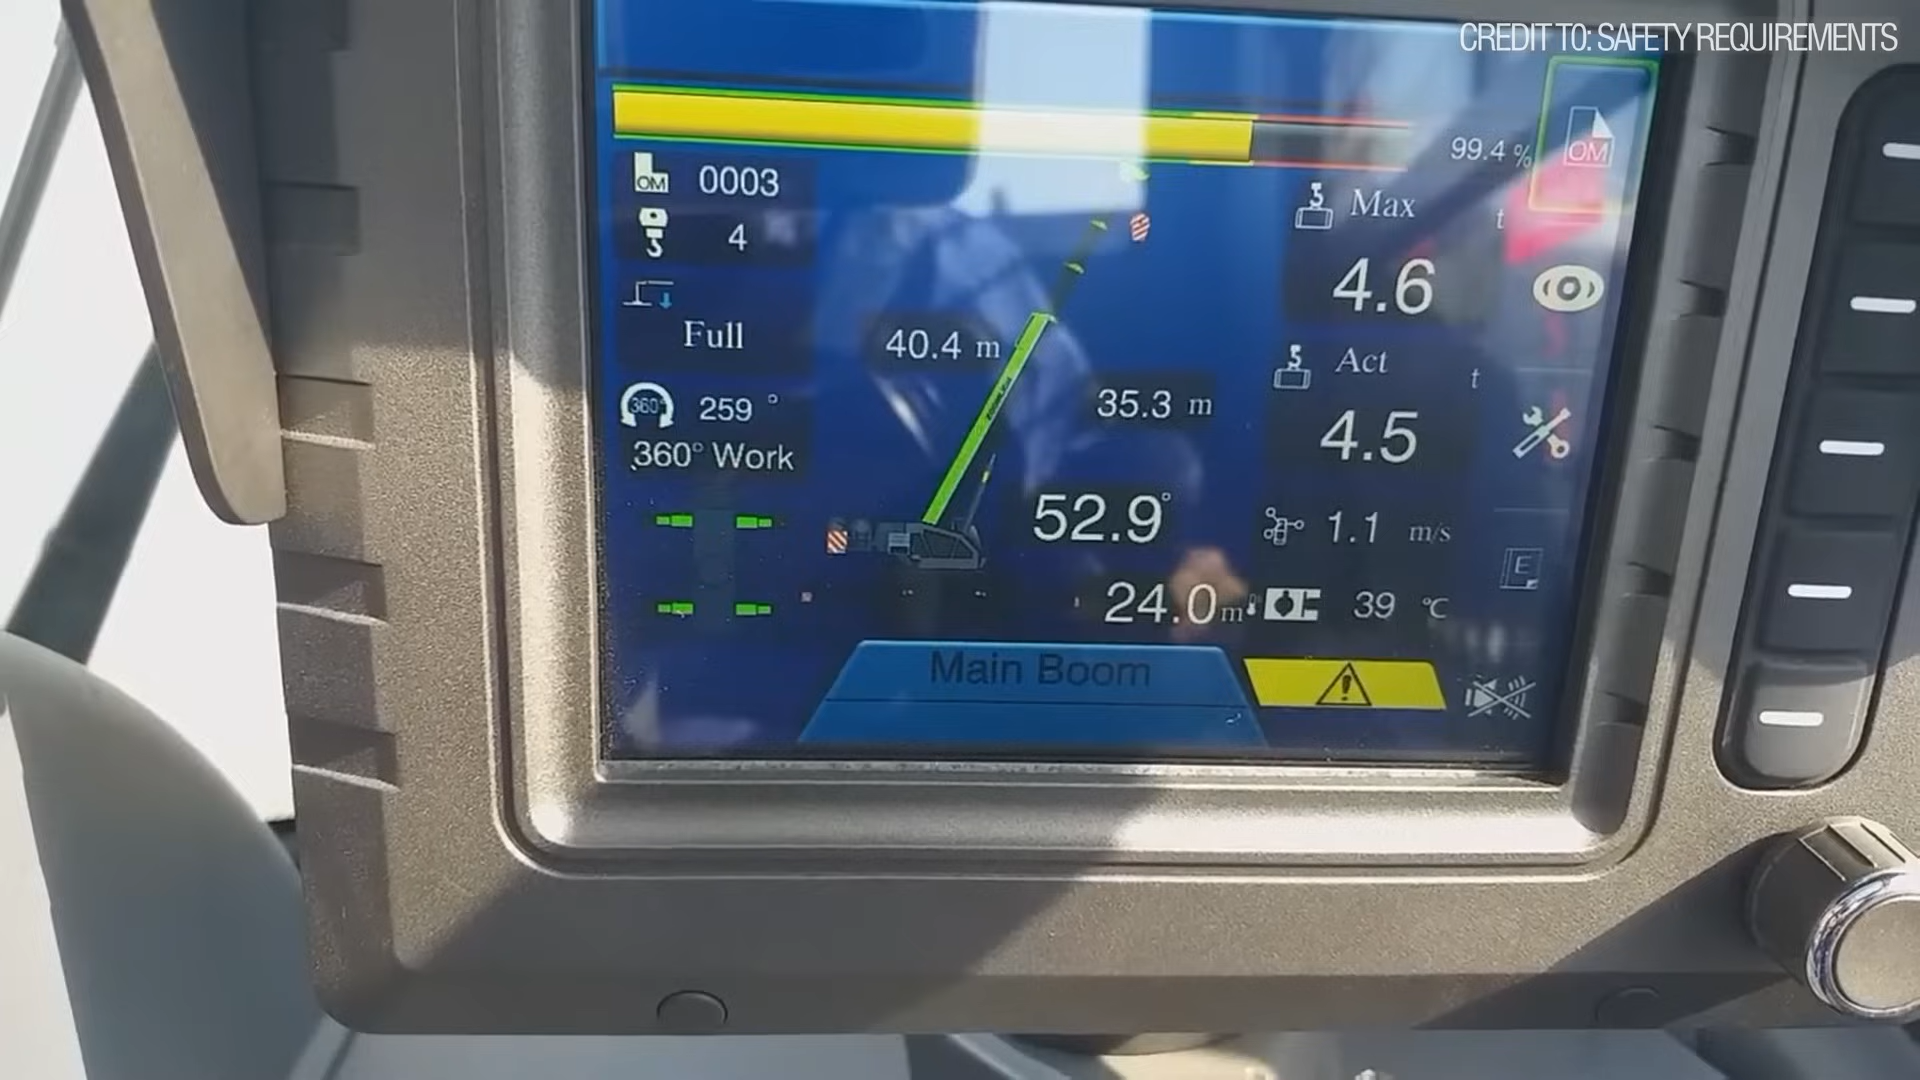 CREDIT TO: SAFETY REQUIREMENTS
99.4 %
OM
OM 0003
4
Full
360° 259 °
360° Work
40.4 m
35.3 m
52.9°
24.0 m
Max t
4.6
Act t
4.5
1.1 m/s
39 °C
E
Main Boom
!